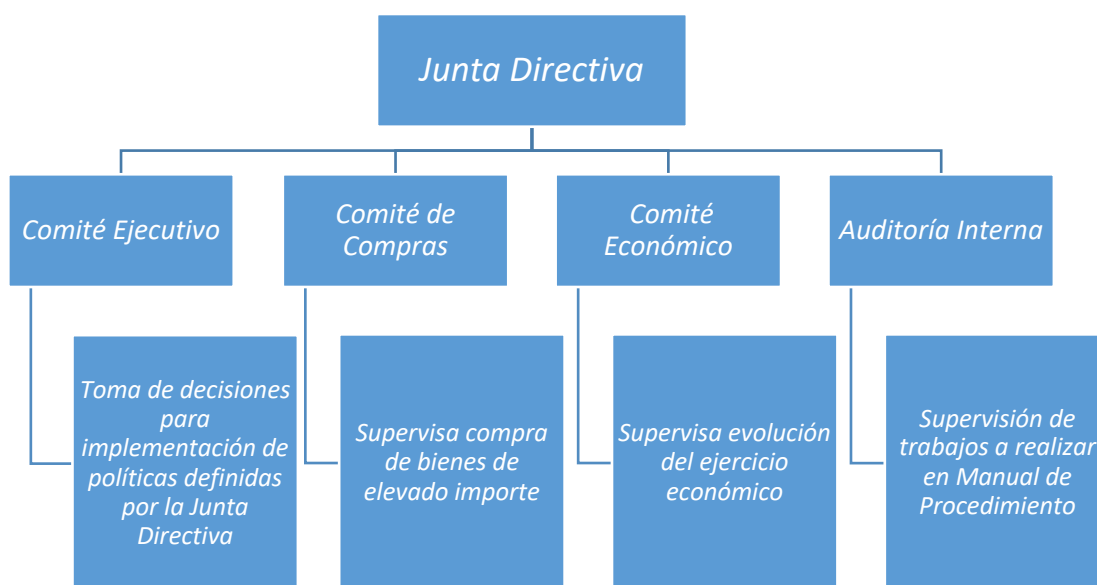 Junta Directiva
Comité Ejecutivo
Comité de
Compras
Comité
Económico
Auditoría Interna
Toma de decisiones
para
implementación de
políticas definidas
por la Junta
Directiva
Supervisa compra
de bienes de
elevado importe
Supervisa evolución
del ejercicio
económico
Supervisión de
trabajos a realizar
en Manual de
Procedimiento